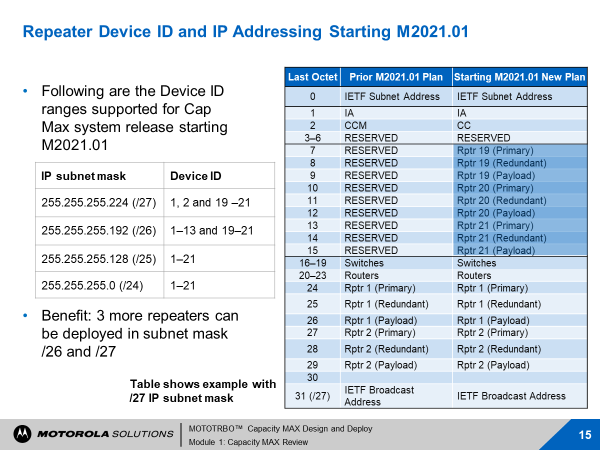 Repeater Device ID and IP Addressing Starting M2021.01
• Following are the Device ID
ranges supported for Cap
Max system release starting
M2021.01
IP subnet mask Device ID
255.255.255.224 (/27) 1, 2 and 19 –21
255.255.255.192 (/26) 1–13 and 19–21
255.255.255.128 (/25) 1–21
255.255.255.0 (/24) 1–21
• Benefit: 3 more repeaters can
be deployed in subnet mask
/26 and /27
Table shows example with
/27 IP subnet mask
Last Octet Prior M2021.01 Plan Starting M2021.01 New Plan
0 IETF Subnet Address IETF Subnet Address
1 IA IA
2 CCM CC
3–6 RESERVED RESERVED
7 RESERVED Rptr 19 (Primary)
8 RESERVED Rptr 19 (Redundant)
9 RESERVED Rptr 19 (Payload)
10 RESERVED Rptr 20 (Primary)
11 RESERVED Rptr 20 (Redundant)
12 RESERVED Rptr 20 (Payload)
13 RESERVED Rptr 21 (Primary)
14 RESERVED Rptr 21 (Redundant)
15 RESERVED Rptr 21 (Payload)
16–19 Switches Switches
20–23 Routers Routers
24 Rptr 1 (Primary) Rptr 1 (Primary)
25 Rptr 1 (Redundant) Rptr 1 (Redundant)
26 Rptr 1 (Payload) Rptr 1 (Payload)
27 Rptr 2 (Primary) Rptr 2 (Primary)
28 Rptr 2 (Redundant) Rptr 2 (Redundant)
29 Rptr 2 (Payload) Rptr 2 (Payload)
30
31 (/27) IETF Broadcast Address IETF Broadcast Address
MOTOROLA SOLUTIONS
MOTOTRBO™ Capacity MAX Design and Deploy
Module 1: Capacity MAX Review
15